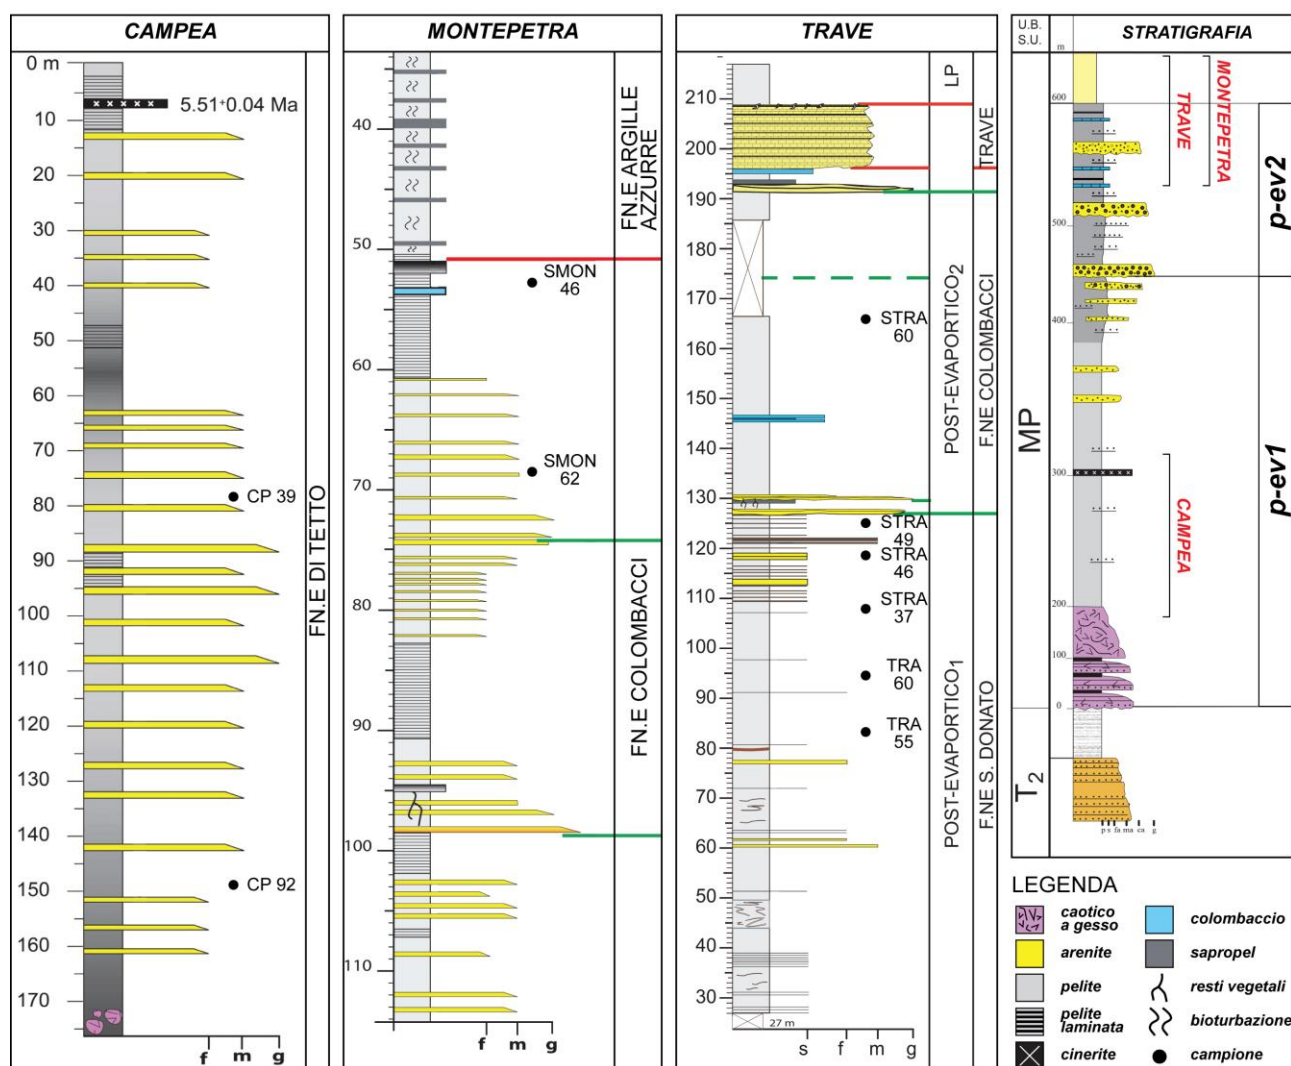 CAMPEA
0 m
10
20
30
40
50
60
70
80
90
100
110
120
130
140
150
160
170
5.51+0.04 Ma
CP 39
CP 92
f m g
FN.E DI TETTO
MONTEPETRA
40
50
60
70
80
90
100
110
SMON
46
SMON
62
f m g
FN.E ARGILLE
AZZURRE
FN.E COLOMBACCI
TRAVE
210
200
190
180
170
160
150
140
130
120
110
100
90
80
70
60
50
40
30
27 m
STRA
60
STRA
49
STRA
46
STRA
37
TRA
60
TRA
55
s f m g
LP
POST-EVAPORTICO2
POST-EVAPORTICO1
TRAVE
F.NE COLOMBACCI
F.NE S. DONATO
U.B.
S.U.
m
STRATIGRAFIA
MP
T2
600
500
400
300
200
100
0
TRAVE
MONTEPETRA
CAMPEA
p-ev2
p-ev1
p s fa ma ca g
LEGENDA
caotico
a gesso
arenite
pelite
pelite
laminata
cinerite
colombaccio
sapropel
resti vegetali
bioturbazione
campione